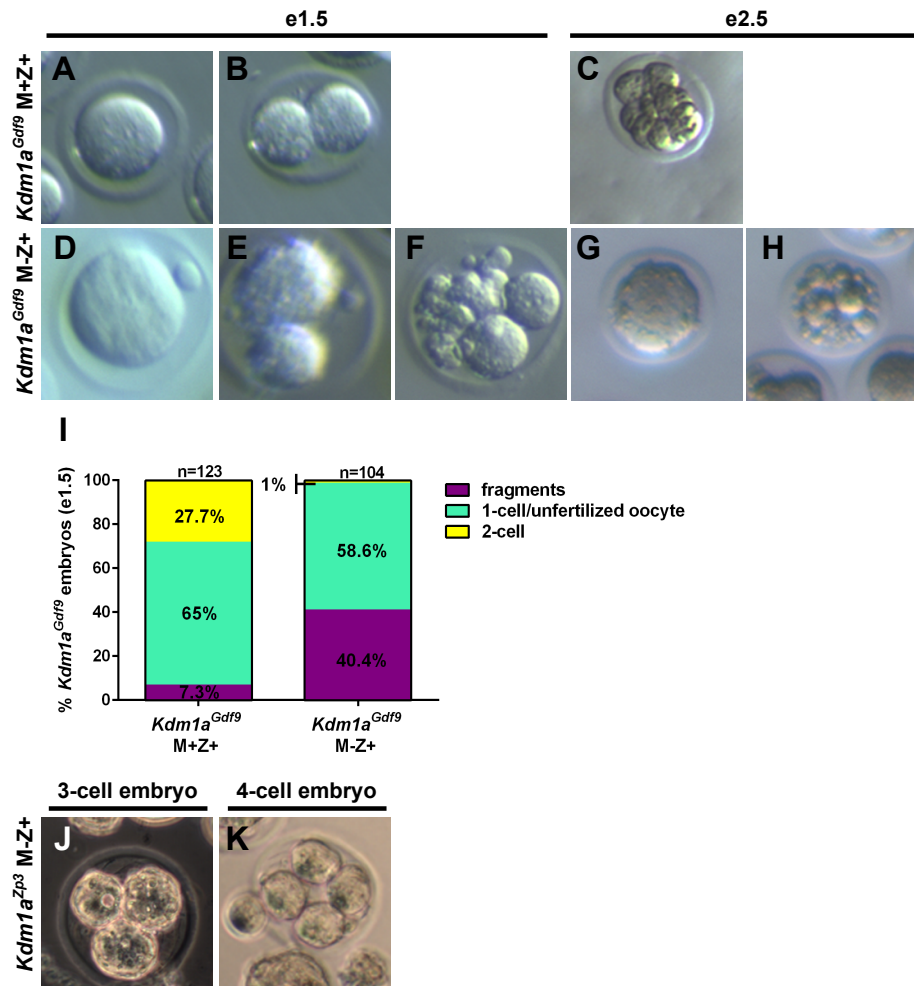 e1.5
e2.5
Kdm1aGdf9 M+Z+
A
B
C
Kdm1aGdf9 M-Z+
D
E
F
G
H
I
% Kdm1aGdf9 embryos (e1.5)
100
80
60
40
20
0
n=123
27.7%
65%
7.3%
1%
n=104
58.6%
40.4%
Kdm1aGdf9
M+Z+
Kdm1aGdf9
M-Z+
fragments
1-cell/unfertilized oocyte
2-cell
3-cell embryo
4-cell embryo
Kdm1aZp3 M-Z+
J
K